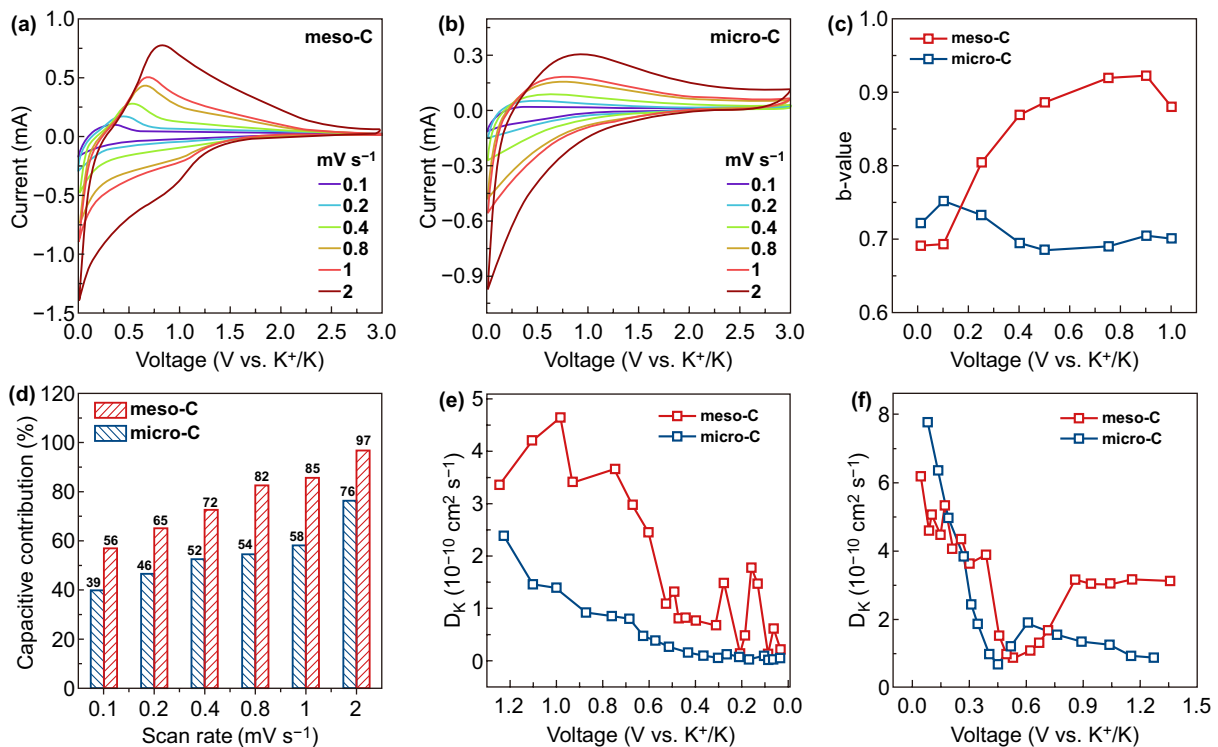 (a)
meso-C
1.0
0.5
0.0
−0.5
−1.0
−1.5
Current (mA)
mV s⁻¹
0.1
0.2
0.4
0.8
1
2
0.0 0.5 1.0 1.5 2.0 2.5 3.0
Voltage (V vs. K⁺/K)
(b)
micro-C
0.3
0.0
−0.3
−0.6
−0.9
Current (mA)
mV s⁻¹
0.1
0.2
0.4
0.8
1
2
0.0 0.5 1.0 1.5 2.0 2.5 3.0
Voltage (V vs. K⁺/K)
(c)
meso-C
micro-C
1.0
0.9
0.8
0.7
0.6
b-value
0.0 0.2 0.4 0.6 0.8 1.0
Voltage (V vs. K⁺/K)
(d)
meso-C
micro-C
120
100
80
60
40
20
0
Capacitive contribution (%)
39 56 46 65 52 72 54 82 58 85 76 97
0.1 0.2 0.4 0.8 1 2
Scan rate (mV s⁻¹)
(e)
meso-C
micro-C
5
4
3
2
1
0
D_K (10⁻¹⁰ cm² s⁻¹)
1.2 1.0 0.8 0.6 0.4 0.2 0.0
Voltage (V vs. K⁺/K)
(f)
meso-C
micro-C
8
6
4
2
0
D_K (10⁻¹⁰ cm² s⁻¹)
0.0 0.3 0.6 0.9 1.2 1.5
Voltage (V vs. K⁺/K)